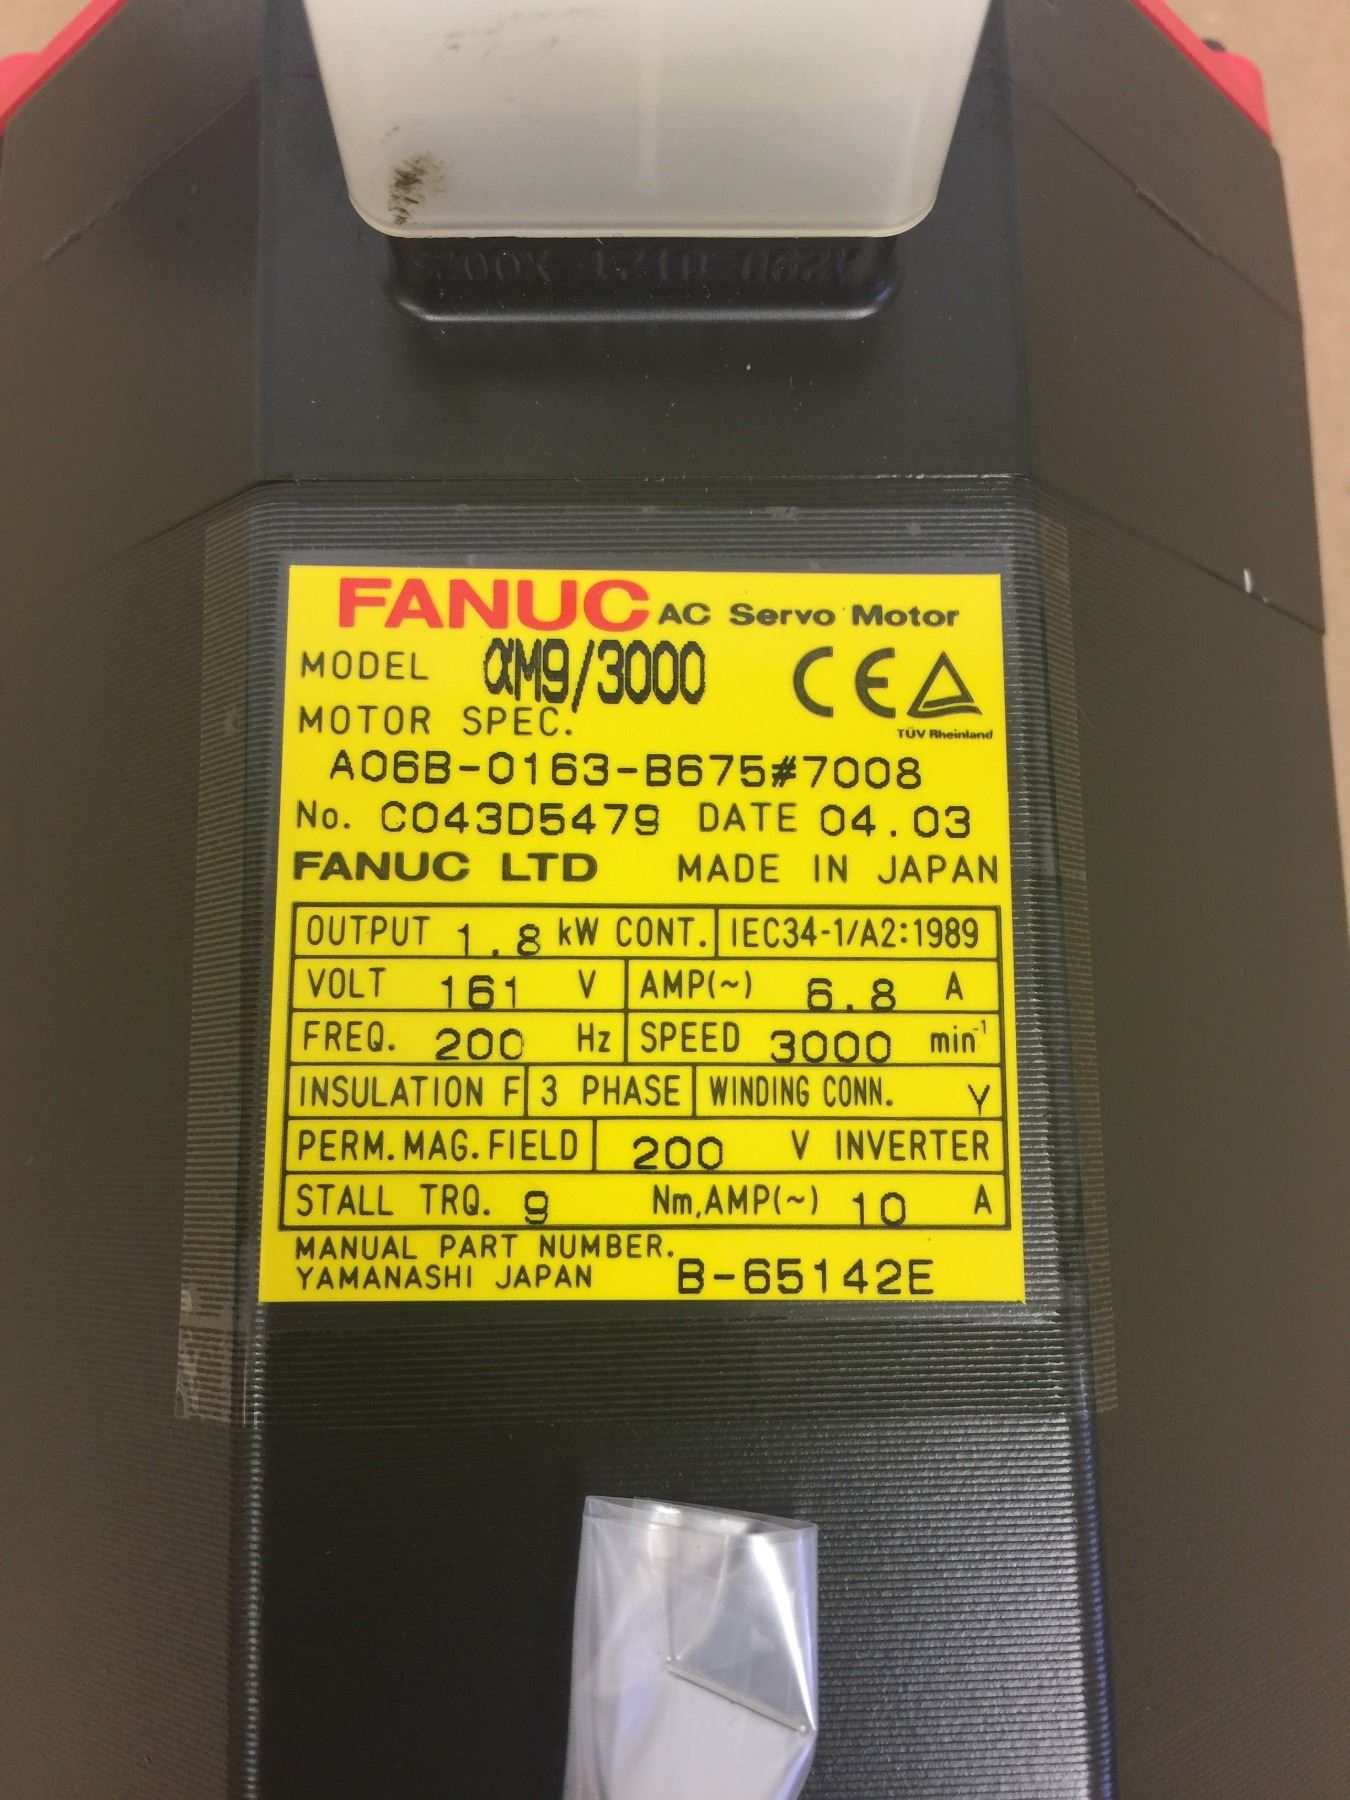 FANUC AC Servo Motor
MODEL αM9/3000 CE
TÜV Rheinland
MOTOR SPEC.
A06B-0163-B675#7008
No. C043D5479 DATE 04.03
FANUC LTD MADE IN JAPAN
OUTPUT 1.8 kW CONT. IEC34-1/A2:1989
VOLT 161 V AMP(~) 6.8 A
FREQ. 200 Hz SPEED 3000 min⁻¹
INSULATION F 3 PHASE WINDING CONN. Y
PERM. MAG. FIELD 200 V INVERTER
STALL TRQ. 9 Nm, AMP(~) 10 A
MANUAL PART NUMBER.
YAMANASHI JAPAN B-65142E